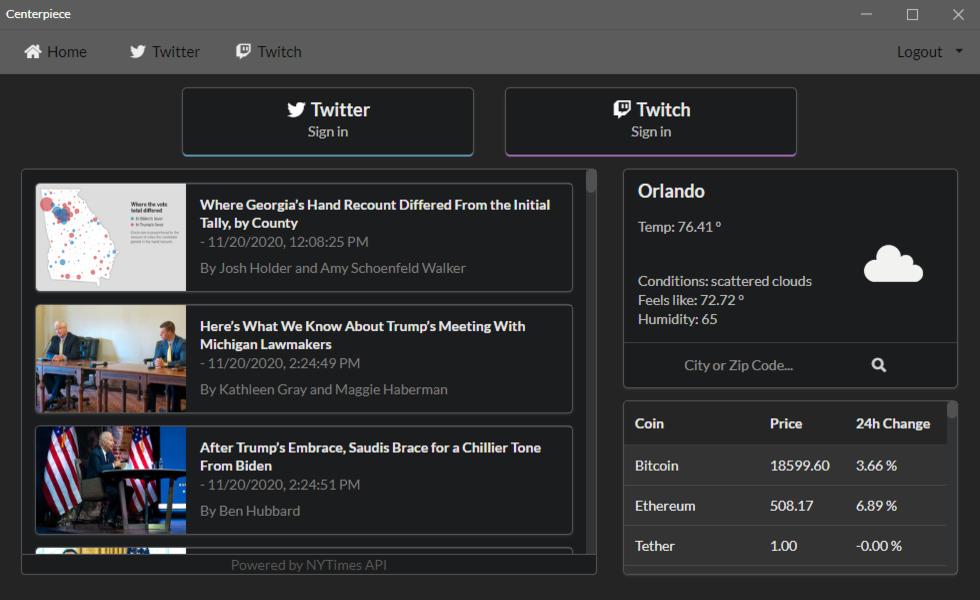 Centerpiece
Home
Twitter
Twitch
Logout
Twitter
Sign in
Twitch
Sign in
Where the vote
total differed
In Biden's favor
In Trump's favor
Where Georgia's Hand Recount Differed From the Initial
Tally, by County
- 11/20/2020, 12:08:25 PM
By Josh Holder and Amy Schoenfeld Walker
Here's What We Know About Trump's Meeting With
Michigan Lawmakers
- 11/20/2020, 2:24:49 PM
By Kathleen Gray and Maggie Haberman
After Trump's Embrace, Saudis Brace for a Chillier Tone
From Biden
- 11/20/2020, 2:24:51 PM
By Ben Hubbard
Powered by NYTimes API
Orlando
Temp: 76.41 º
Conditions: scattered clouds
Feels like: 72.72 º
Humidity: 65
City or Zip Code...
Coin Price 24h Change
Bitcoin 18599.60 3.66 %
Ethereum 508.17 6.89 %
Tether 1.00 -0.00 %